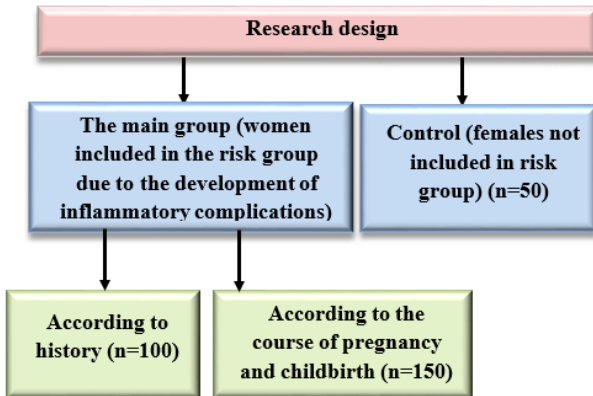 Research design
The main group (women
included in the risk group
due to the development of
inflammatory complications)
Control (females not
included in risk
group) (n=50)
According to
history (n=100)
According to the
course of pregnancy
and childbirth (n=150)